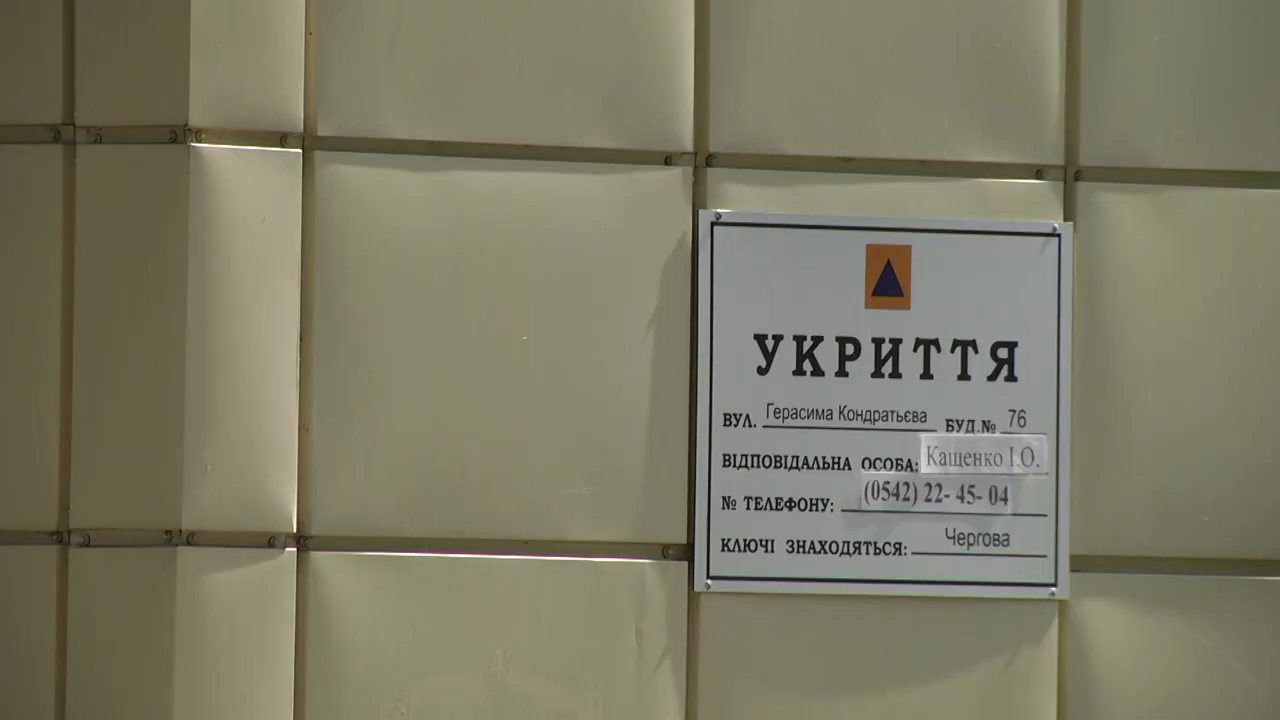 УКРИТТЯ
ВУЛ. Герасима Кондратьєва БУД.№ 76
ВІДПОВІДАЛЬНА ОСОБА: Кащенко І.О.
№ ТЕЛЕФОНУ: (0542) 22- 45- 04
КЛЮЧІ ЗНАХОДЯТЬСЯ: Чергова